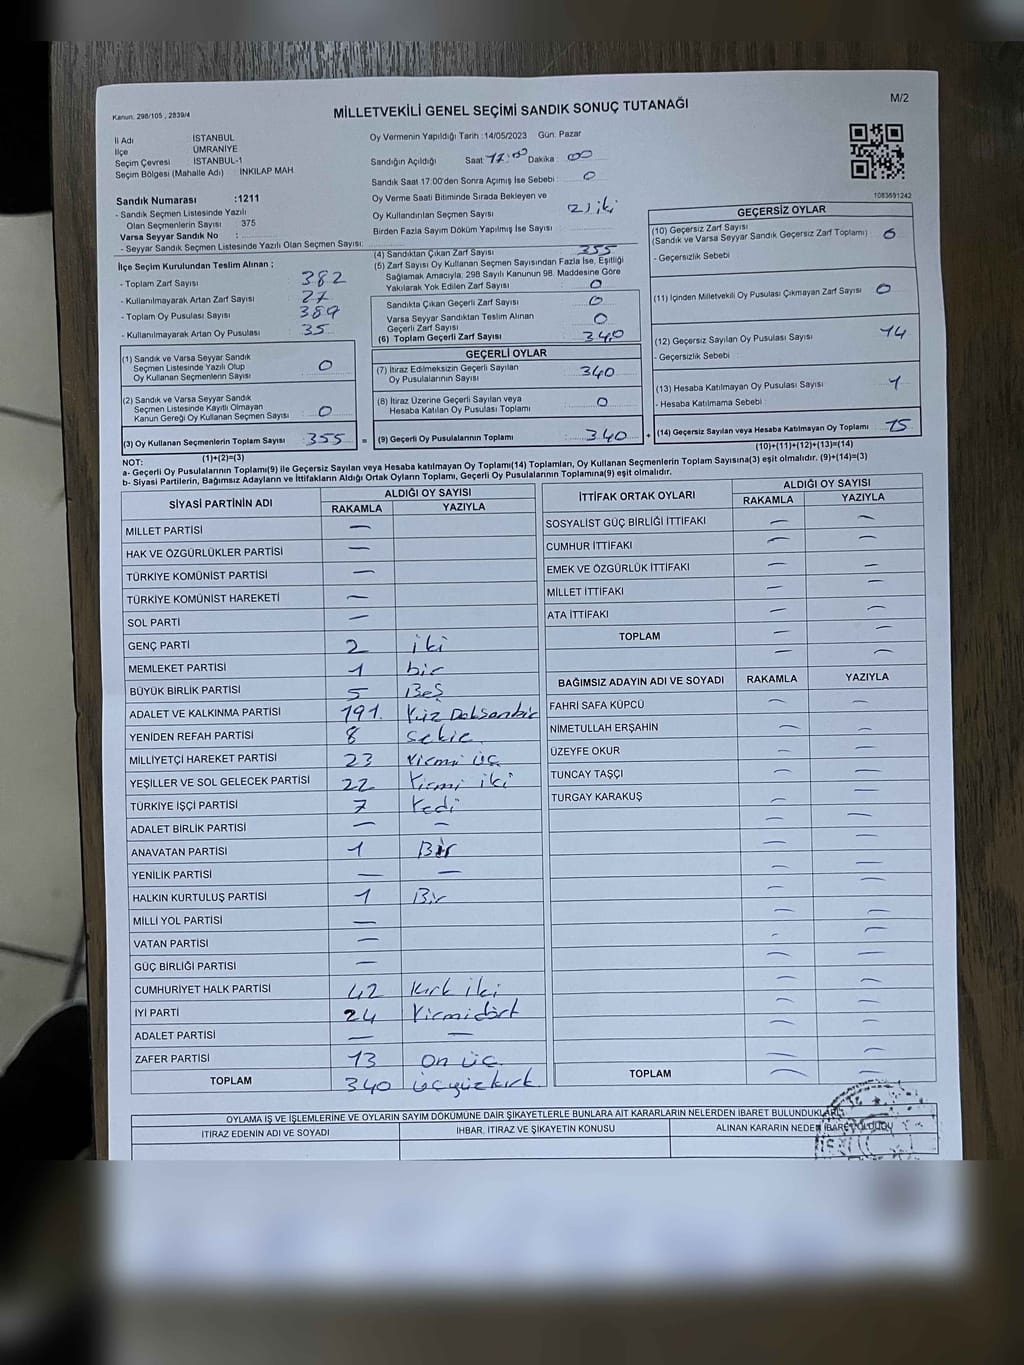 M/2
MİLLETVEKİLİ GENEL SEÇİMİ SANDIK SONUÇ TUTANAĞI
Kanun. 298/105 , 2839/4
İl Adı İSTANBUL
İlçe ÜMRANİYE
Seçim Çevresi : İSTANBUL-1
Seçim Bölgesi (Mahalle Adı) : İNKILAP MAH
Sandık Numarası :1211
- Sandık Seçmen Listesinde Yazılı
Olan Seçmenlerin Sayısı 375
Varsa Seyyar Sandık No :
- Seyyar Sandık Seçmen Listesinde Yazılı Olan Seçmen Sayısı:
Oy Vermenin Yapıldığı Tarih :14/05/2023 Gün. Pazar
Sandığın Açıldığı Saat 17:00 Dakika : 00
Sandık Saat 17:00'den Sonra Açımış İse Sebebi : 0
Oy Verme Saati Bitiminde Sırada Bekleyen ve
Oy Kullandırılan Seçmen Sayısı 2) iki
Birden Fazla Sayım Döküm Yapılmış İse Sayısı :
1083691242
İlçe Seçim Kurulundan Teslim Alınan ;
- Toplam Zarf Sayısı : 382
- Kullanılmayarak Artan Zarf Sayısı : 27
- Toplam Oy Pusulası Sayısı : 389
- Kullanılmayarak Artan Oy Pusulası : 35
(1) Sandık ve Varsa Seyyar Sandık
Seçmen Listesinde Yazılı Olup
Oy Kullanan Seçmenlerin Sayısı 0
(2) Sandık ve Varsa Seyyar Sandık
Seçmen Listesinde Kayıtlı Olmayan
Kanun Gereği Oy Kullanan Seçmen Sayısı : 0
(3) Oy Kullanan Seçmenlerin Toplam Sayısı : 355 =
(1)+(2)=(3)
(4) Sandıktan Çıkan Zarf Sayısı : 355
(5) Zarf Sayısı Oy Kullanan Seçmen Sayısından Fazla İse, Eşitliği
Sağlamak Amacıyla, 298 Sayılı Kanunun 98. Maddesine Göre
Yakılarak Yok Edilen Zarf Sayısı : 0
Sandıkta Çıkan Geçerli Zarf Sayısı : 0
Varsa Seyyar Sandıktan Teslim Alınan
Geçerli Zarf Sayısı : 0
(6) Toplam Geçerli Zarf Sayısı : 340
GEÇERLİ OYLAR
(7) İtiraz Edilmeksizin Geçerli Sayılan
Oy Pusulalarının Sayısı : 340
(8) İtiraz Üzerine Geçerli Sayılan veya
Hesaba Katılan Oy Pusulası Toplamı : 0
(9) Geçerli Oy Pusulalarının Toplamı : 340 +
GEÇERSİZ OYLAR
(10) Geçersiz Zarf Sayısı
(Sandık ve Varsa Seyyar Sandık Geçersiz Zarf Toplamı) 6
- Geçersizlik Sebebi
(11) İçinden Milletvekili Oy Pusulası Çıkmayan Zarf Sayısı : 0
(12) Geçersiz Sayılan Oy Pusulası Sayısı : 14
- Geçersizlik Sebebi
(13) Hesaba Katılmayan Oy Pusulası Sayısı : 1
- Hesaba Katılmama Sebebi :
(14) Geçersiz Sayılan veya Hesaba Katılmayan Oy Toplamı : 15
(10)+(11)+(12)+(13)=(14)
NOT:
a- Geçerli Oy Pusulalarının Toplamı(9) ile Geçersiz Sayılan veya Hesaba katılmayan Oy Toplamı(14) Toplamları, Oy Kullanan Seçmenlerin Toplam Sayısına(3) eşit olmalıdır. (9)+(14)=(3)
b- Siyasi Partilerin, Bağımsız Adayların ve İttifakların Aldığı Ortak Oyların Toplamı, Geçerli Oy Pusulalarının Toplamına(9) eşit olmalıdır.
SİYASİ PARTİNİN ADI ALDIĞI OY SAYISI
RAKAMLA YAZIYLA
MİLLET PARTİSİ —
HAK VE ÖZGÜRLÜKLER PARTİSİ —
TÜRKİYE KOMÜNİST PARTİSİ —
TÜRKİYE KOMÜNİST HAREKETİ —
SOL PARTİ —
GENÇ PARTİ 2 iki
MEMLEKET PARTİSİ 1 bir
BÜYÜK BİRLİK PARTİSİ 5 Beş
ADALET VE KALKINMA PARTİSİ 191. Yüz Doksanbir
YENİDEN REFAH PARTİSİ 8 Sekiz
MİLLİYETÇİ HAREKET PARTİSİ 23 Yirmi üç
YEŞİLLER VE SOL GELECEK PARTİSİ 22 Yirmi iki
TÜRKİYE İŞÇİ PARTİSİ 7 Yedi
ADALET BİRLİK PARTİSİ — —
ANAVATAN PARTİSİ 1 Bir
YENİLİK PARTİSİ — —
HALKIN KURTULUŞ PARTİSİ 1 Bir
MİLLİ YOL PARTİSİ —
VATAN PARTİSİ —
GÜÇ BİRLİĞİ PARTİSİ —
CUMHURİYET HALK PARTİSİ 42 Kırk iki
İYİ PARTİ 24 Yirmidört
ADALET PARTİSİ — —
ZAFER PARTİSİ 13 On üç
TOPLAM 340 üçyüzkırk
İTTİFAK ORTAK OYLARI ALDIĞI OY SAYISI
RAKAMLA YAZIYLA
SOSYALİST GÜÇ BİRLİĞİ İTTİFAKI — —
CUMHUR İTTİFAKI — —
EMEK VE ÖZGÜRLÜK İTTİFAKI — —
MİLLET İTTİFAKI — —
ATA İTTİFAKI — —
TOPLAM — —
BAĞIMSIZ ADAYIN ADI VE SOYADI RAKAMLA YAZIYLA
FAHRİ SAFA KÜPCÜ — —
NİMETULLAH ERŞAHİN — —
ÜZEYFE OKUR — —
TUNCAY TAŞÇI — —
TURGAY KARAKUŞ — —
TOPLAM — —
OYLAMA İŞ VE İŞLEMLERİNE VE OYLARIN SAYIM DÖKÜMÜNE DAİR ŞİKAYETLERLE BUNLARA AİT KARARLARIN NELERDEN İBARET BULUNDUKLARI
İTİRAZ EDENİN ADI VE SOYADI İHBAR, İTİRAZ VE ŞİKAYETİN KONUSU ALINAN KARARIN NEDEN İBARET OLDUĞU